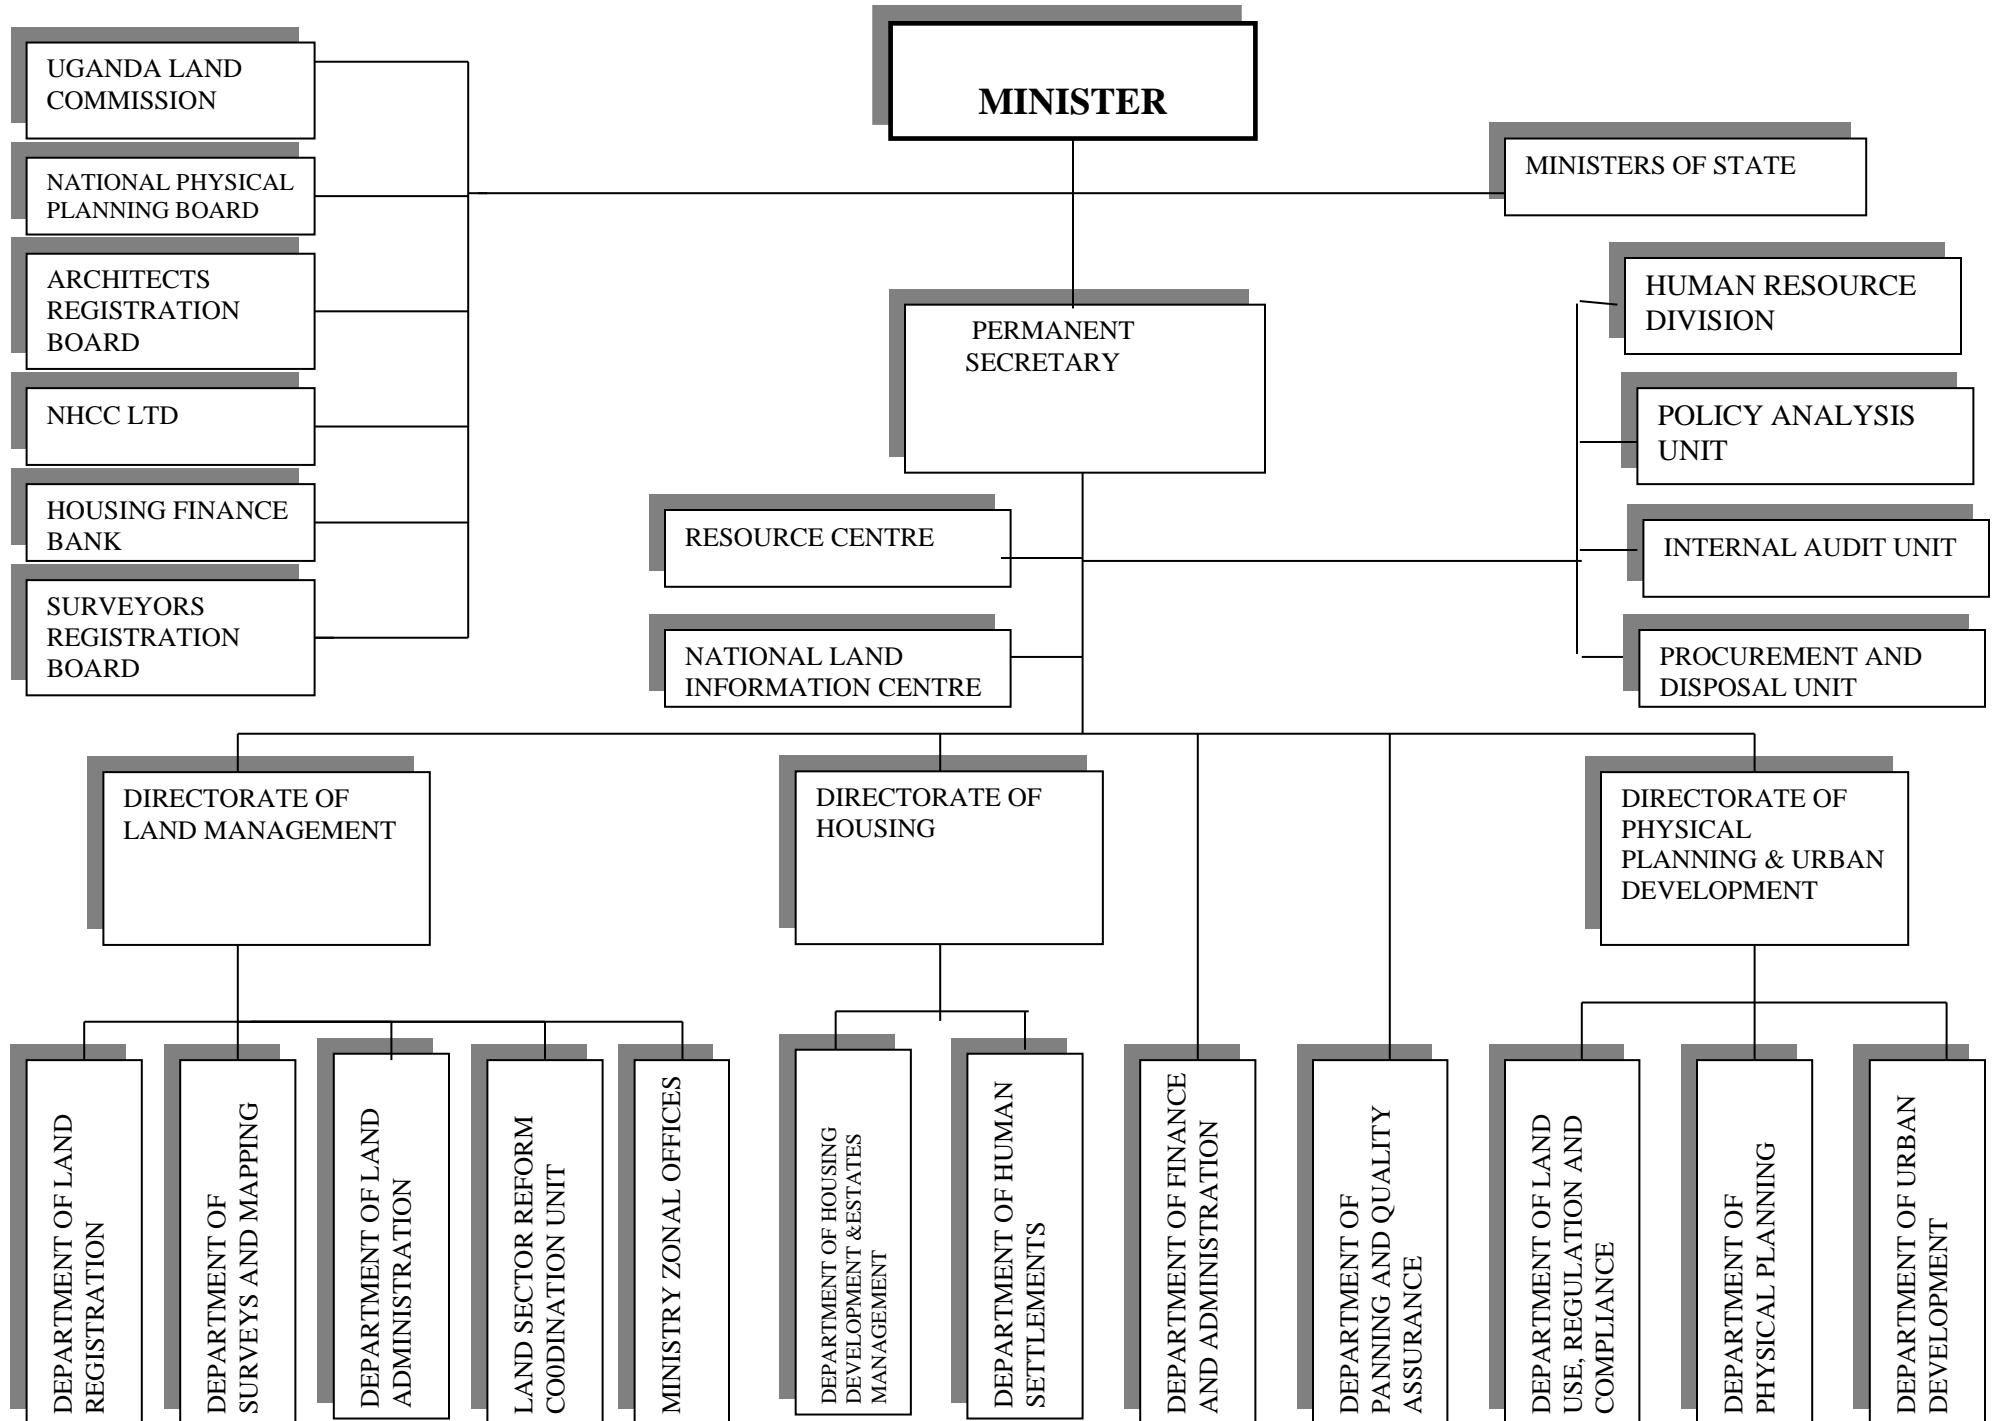 MINISTER
UGANDA LAND
COMMISSION
NATIONAL PHYSICAL
PLANNING BOARD
ARCHITECTS
REGISTRATION
BOARD
NHCC LTD
HOUSING FINANCE
BANK
SURVEYORS
REGISTRATION
BOARD
MINISTERS OF STATE
PERMANENT
SECRETARY
HUMAN RESOURCE
DIVISION
POLICY ANALYSIS
UNIT
INTERNAL AUDIT UNIT
PROCUREMENT AND
DISPOSAL UNIT
RESOURCE CENTRE
NATIONAL LAND
INFORMATION CENTRE
DIRECTORATE OF
LAND MANAGEMENT
DIRECTORATE OF
HOUSING
DIRECTORATE OF
PHYSICAL
PLANNING & URBAN
DEVELOPMENT
DEPARTMENT OF LAND
REGISTRATION
DEPARTMENT OF
SURVEYS AND MAPPING
DEPARTMENT OF LAND
ADMINISTRATION
LAND SECTOR REFORM
CO0DINATION UNIT
MINISTRY ZONAL OFFICES
DEPARTMENT OF HOUSING
DEVELOPMENT &ESTATES
MANAGEMENT
DEPARTMENT OF HUMAN
SETTLEMENTS
DEPARTMENT OF FINANCE
AND ADMINISTRATION
DEPARTMENT OF
PANNING AND QUALITY
ASSURANCE
DEPARTMENT OF LAND
USE, REGULATION AND
COMPLIANCE
DEPARTMENT OF
PHYSICAL PLANNING
DEPARTMENT OF URBAN
DEVELOPMENT